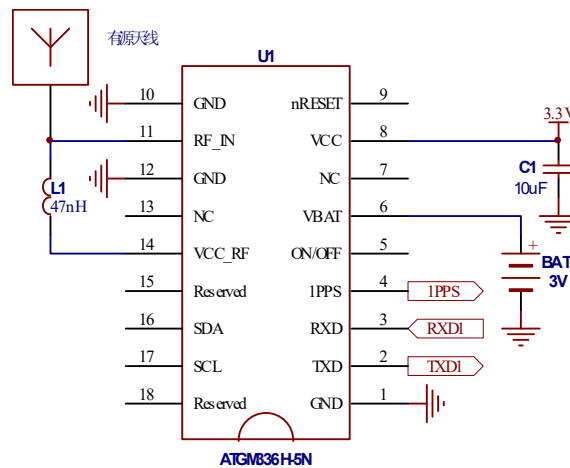 有源天线
U1
10 GND nRESET 9
3.3V
11 RF_IN VCC 8
C1
10uF
12 GND NC 7
L1
47nH
13 NC VBAT 6
14 VCC_RF ON/OFF 5
+
BAT
3V
15 Reserved 1PPS 4 1PPS
16 SDA RXD 3 RXD1
17 SCL TXD 2 TXD1
18 Reserved GND 1
ATGM336H-5N